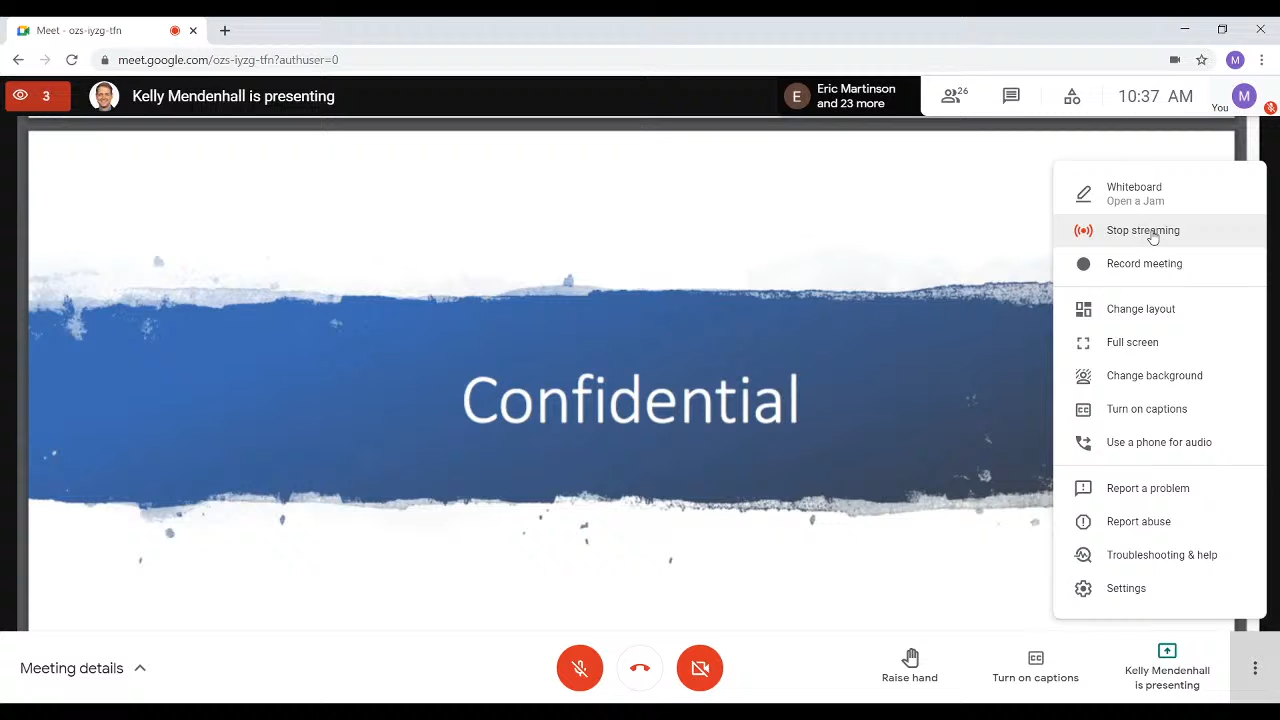 Meet - ozs-iyzg-tfn
meet.google.com/ozs-iyzg-tfn?authuser=0
M
3
Kelly Mendenhall is presenting
E
Eric Martinson
and 23 more
26
10:37 AM
You
M
Whiteboard
Open a Jam
Stop streaming
Record meeting
Change layout
Full screen
Change background
CC Turn on captions
Use a phone for audio
Report a problem
Report abuse
Troubleshooting & help
Settings
Confidential
Meeting details
Raise hand
CC
Turn on captions
Kelly Mendenhall
is presenting